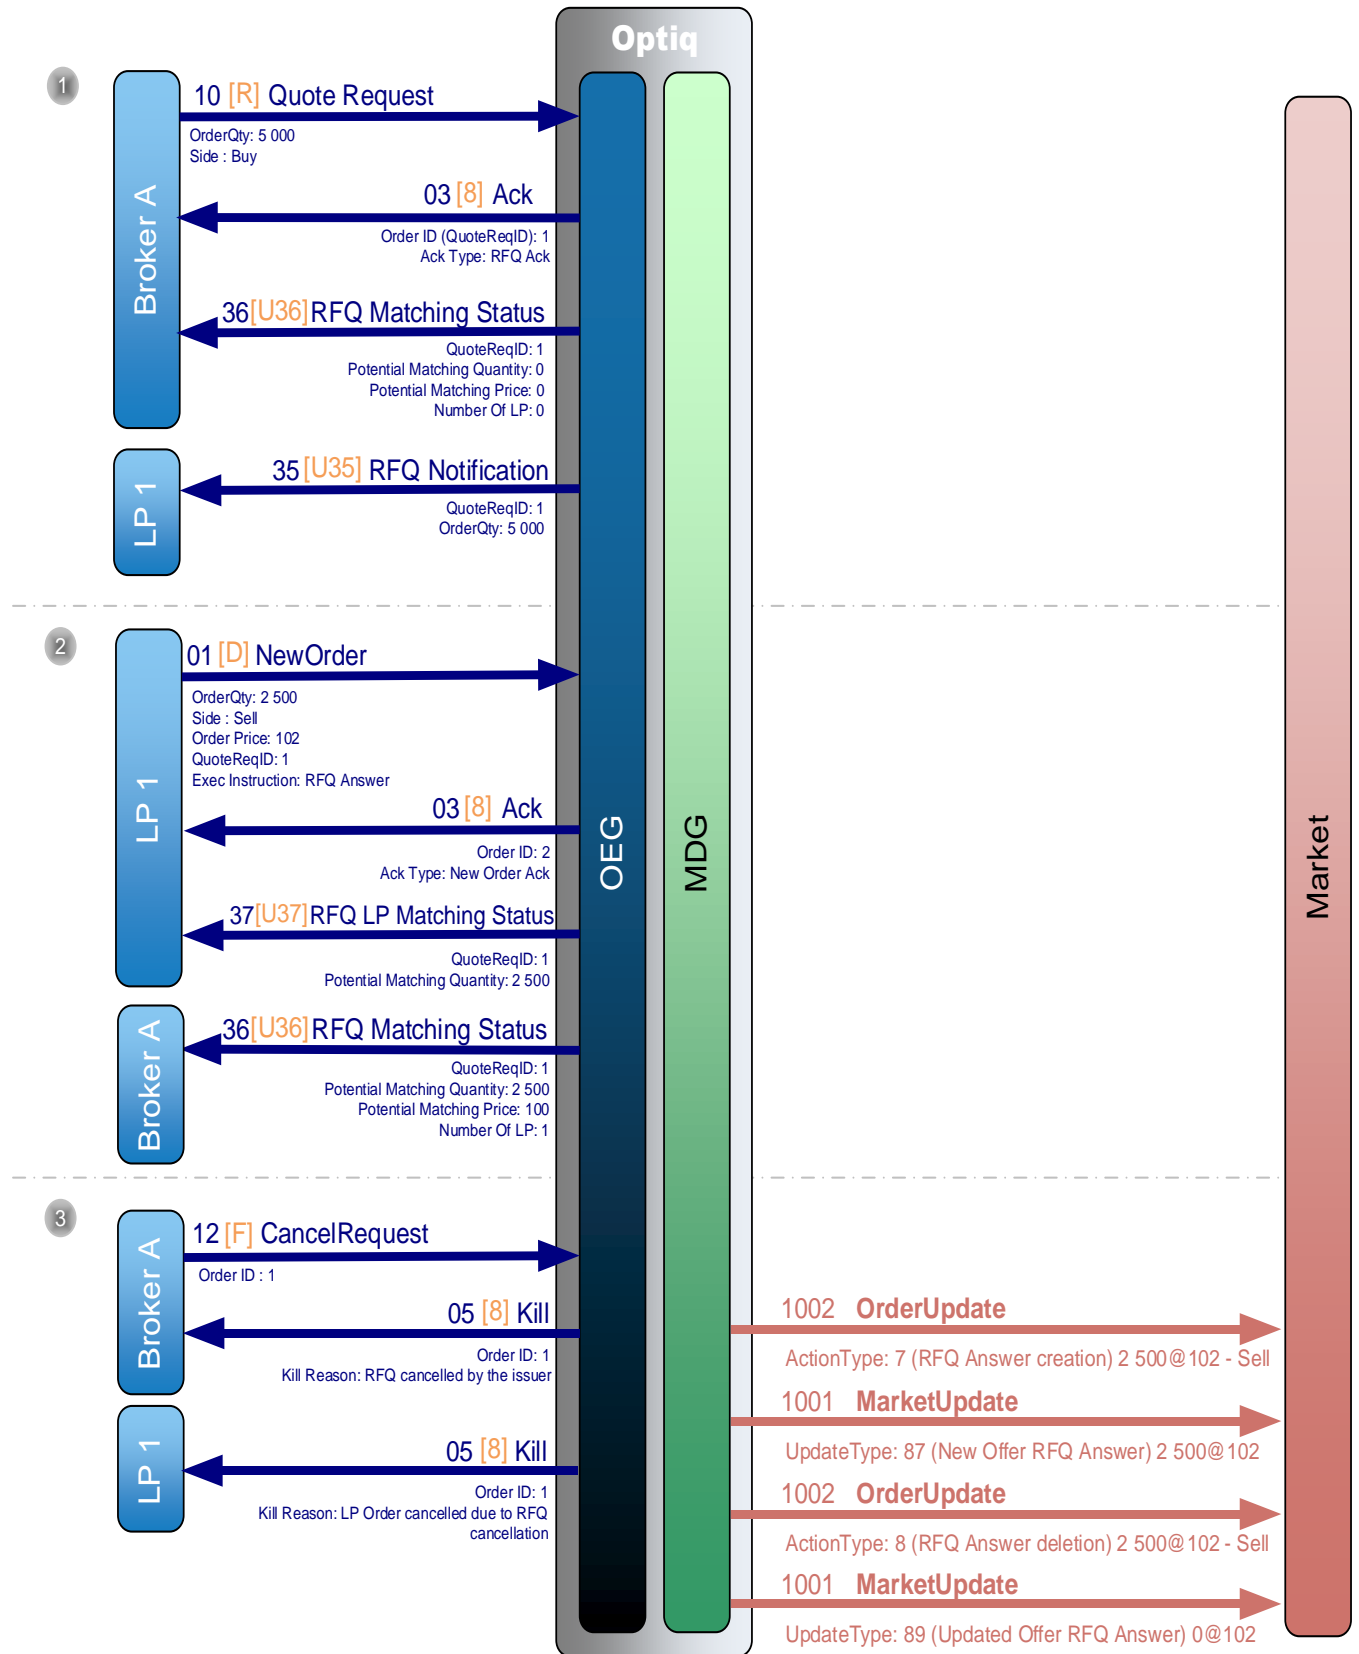 Optiq
1
Broker A
10 [R] Quote Request
OrderQty: 5 000
Side : Buy
03 [8] Ack
Order ID (QuoteReqID): 1
Ack Type: RFQ Ack
36[U36]RFQ Matching Status
QuoteReqID: 1
Potential Matching Quantity: 0
Potential Matching Price: 0
Number Of LP: 0
LP 1
35 [U35] RFQ Notification
QuoteReqID: 1
OrderQty: 5 000
OEG
MDG
Market
2
LP 1
01 [D] NewOrder
OrderQty: 2 500
Side : Sell
Order Price: 102
QuoteReqID: 1
Exec Instruction: RFQ Answer
03 [8] Ack
Order ID: 2
Ack Type: New Order Ack
37[U37]RFQ LP Matching Status
QuoteReqID: 1
Potential Matching Quantity: 2 500
Broker A
36[U36]RFQ Matching Status
QuoteReqID: 1
Potential Matching Quantity: 2 500
Potential Matching Price: 100
Number Of LP: 1
3
Broker A
12 [F] CancelRequest
Order ID : 1
05 [8] Kill
Order ID: 1
Kill Reason: RFQ cancelled by the issuer
LP 1
05 [8] Kill
Order ID: 1
Kill Reason: LP Order cancelled due to RFQ
cancellation
1002 OrderUpdate
ActionType: 7 (RFQ Answer creation) 2 500@102 - Sell
1001 MarketUpdate
UpdateType: 87 (New Offer RFQ Answer) 2 500@102
1002 OrderUpdate
ActionType: 8 (RFQ Answer deletion) 2 500@102 - Sell
1001 MarketUpdate
UpdateType: 89 (Updated Offer RFQ Answer) 0@102